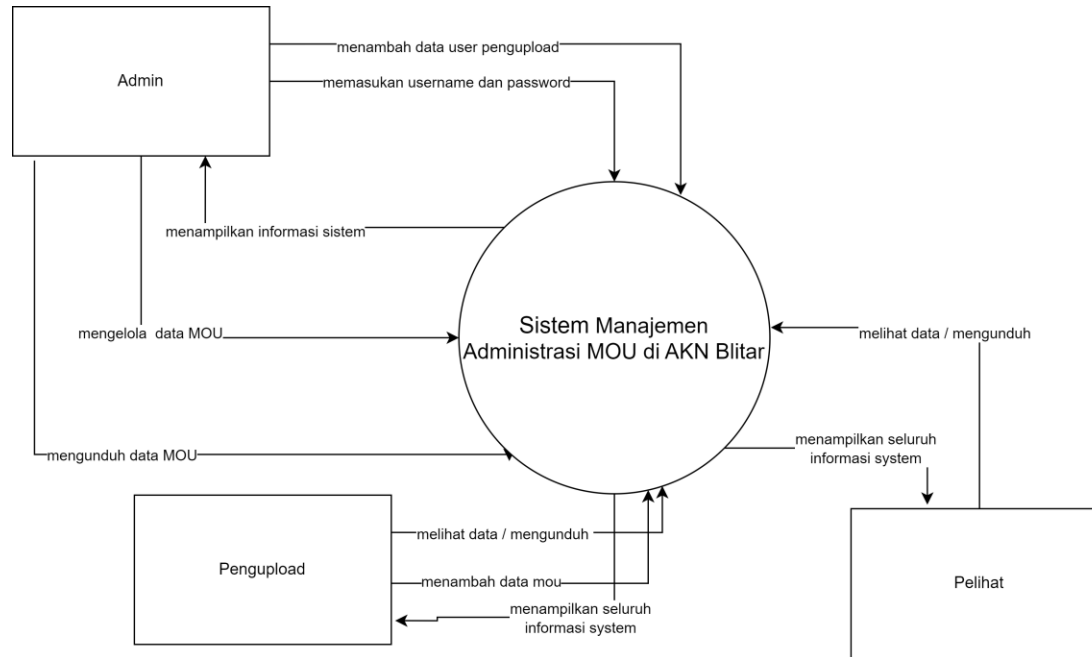 Admin
menambah data user pengupload
memasukan username dan password
menampilkan informasi sistem
mengelola data MOU
Sistem Manajemen
Administrasi MOU di AKN Blitar
melihat data / mengunduh
menampilkan seluruh
informasi system
mengunduh data MOU
Pengupload
melihat data / mengunduh
menambah data mou
menampilkan seluruh
informasi system
Pelihat